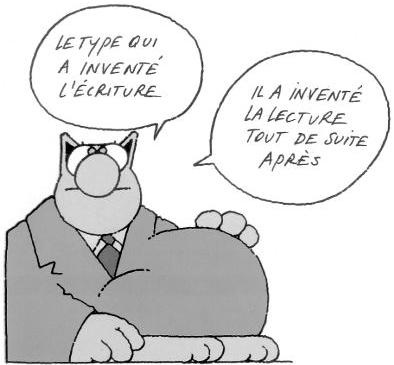 LE TYPE QUI
A INVENTÉ
L'ÉCRITURE
IL A INVENTÉ
LA LECTURE
TOUT DE SUITE
APRÈS